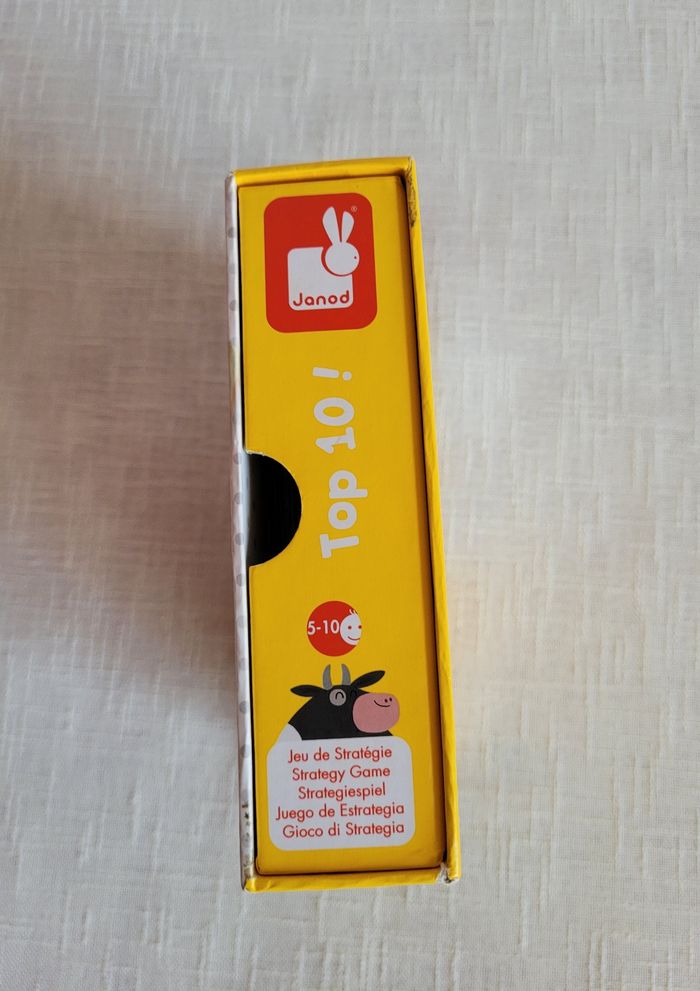 Janod
®
Top 10 !
5-10
Jeu de Stratégie
Strategy Game
Strategiespiel
Juego de Estrategia
Gioco di Strategia